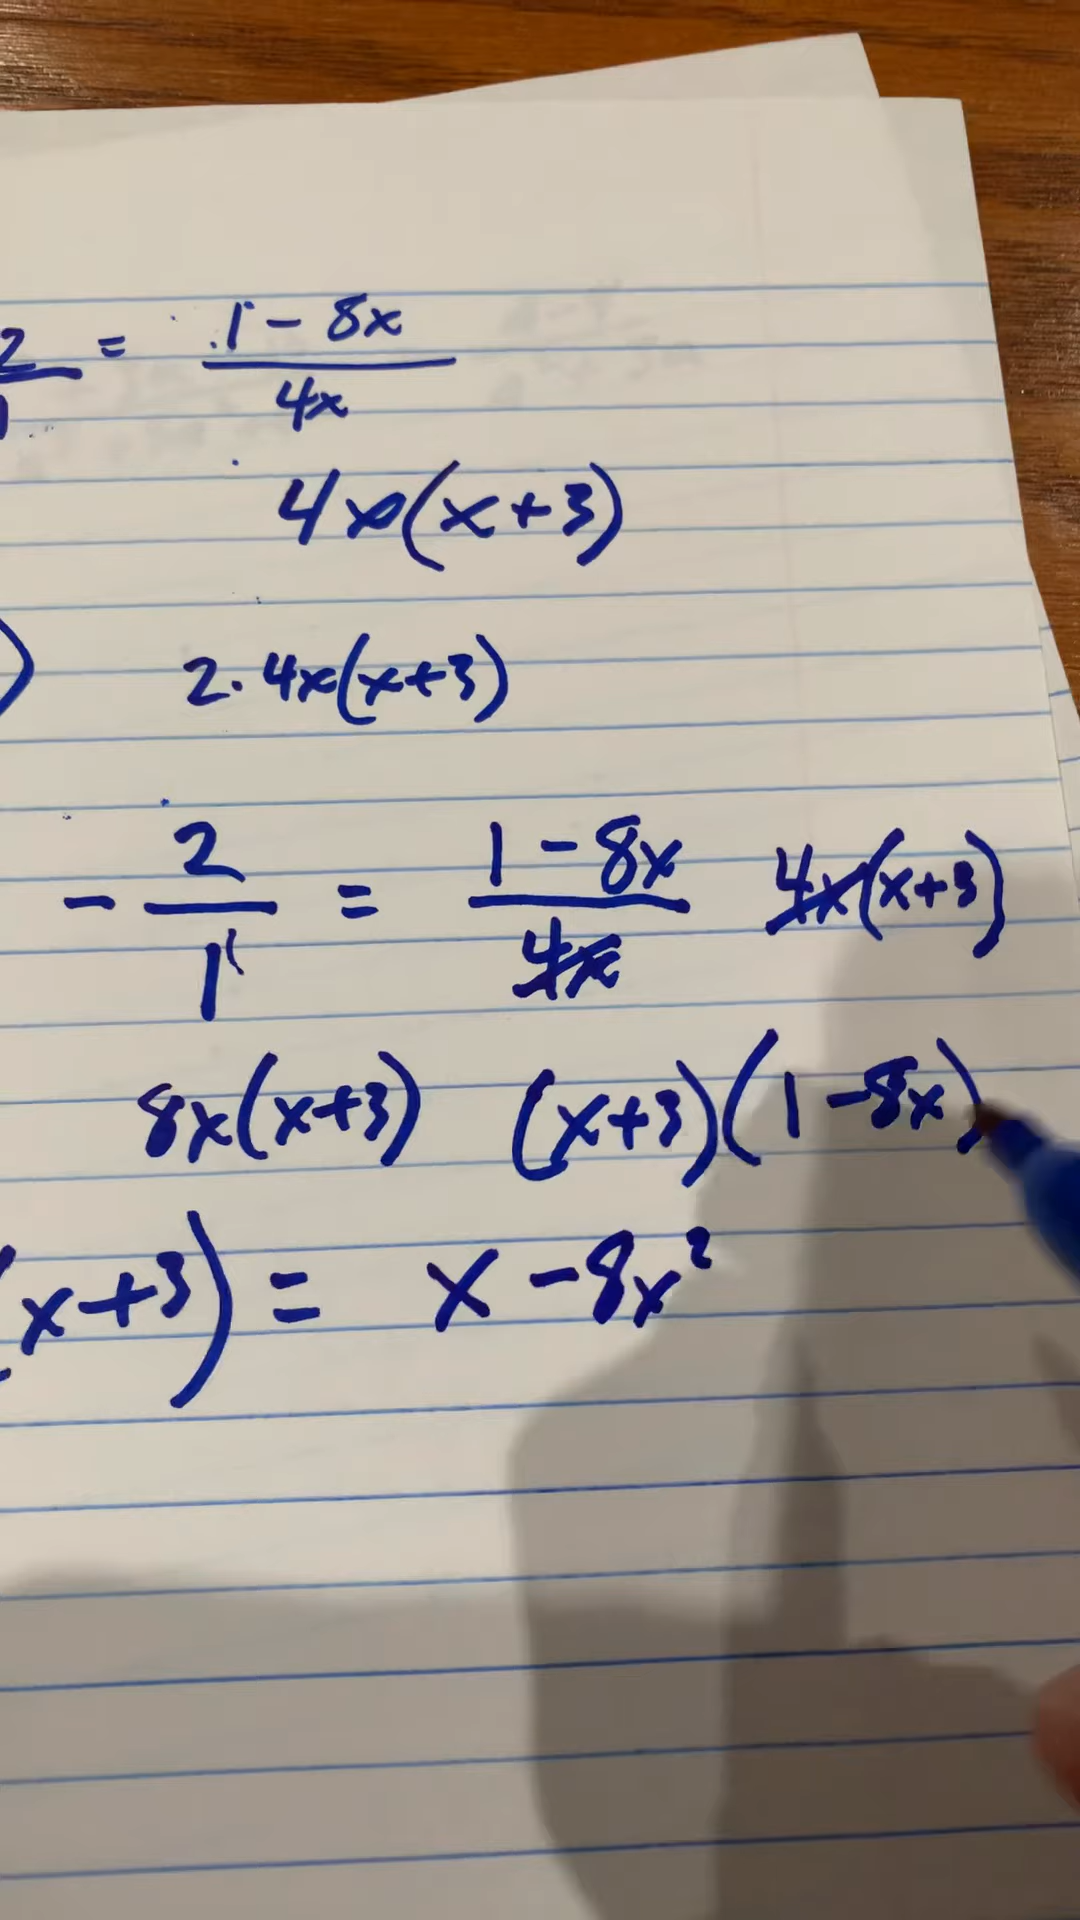 2/1 = 1 - 8x / 4x
4x(x+3)
) 2 · 4x(x+3)
- 2/1 = 1 - 8x / 4x 4x(x+3)
8x(x+3) (x+3)(1-8x)
(x+3) = x - 8x²